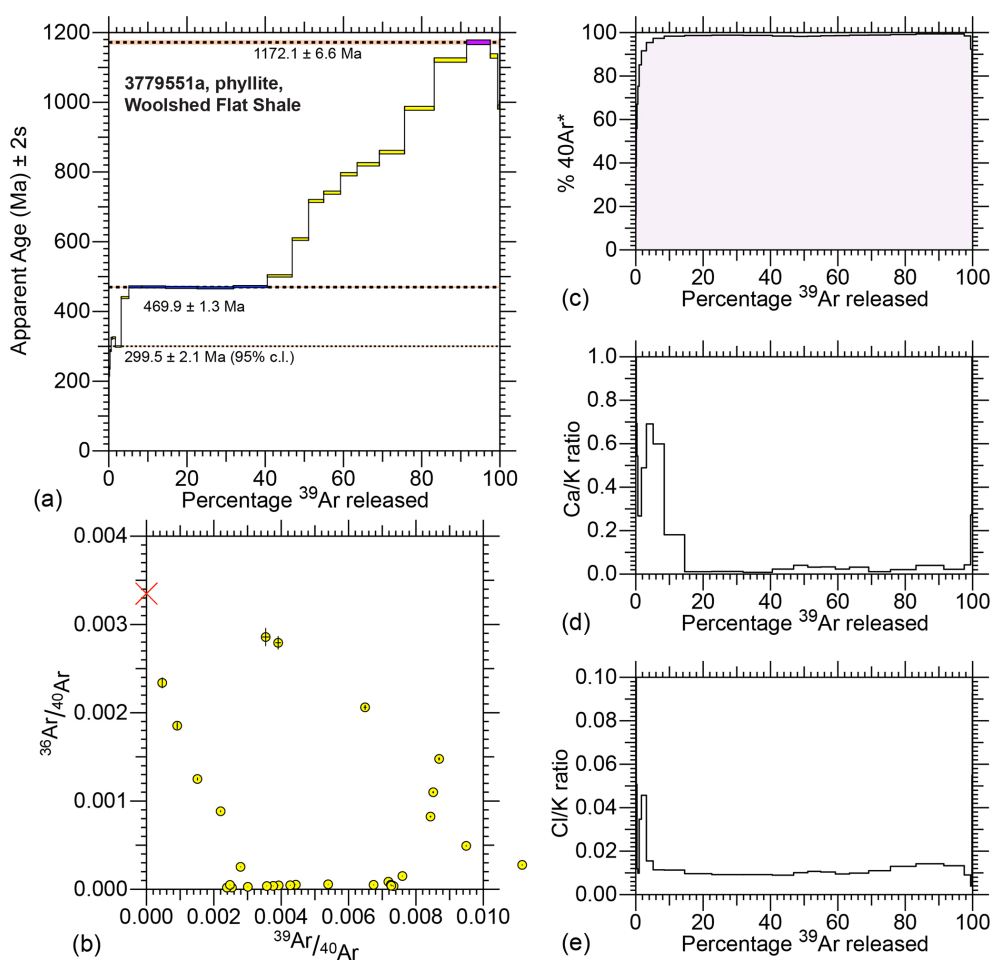 1200
1000
800
600
400
200
0
Apparent Age (Ma) ± 2s
1172.1 ± 6.6 Ma
3779551a, phyllite,
Woolshed Flat Shale
469.9 ± 1.3 Ma
299.5 ± 2.1 Ma (95% c.l.)
0 20 40 60 80 100
Percentage 39Ar released
(a)
0.004
0.003
0.002
0.001
0.000
36Ar/40Ar
0.000 0.002 0.004 0.006 0.008 0.010
39Ar/40Ar
(b)
100
80
60
40
20
0
% 40Ar*
0 20 40 60 80 100
Percentage 39Ar released
(c)
1.0
0.8
0.6
0.4
0.2
0.0
Ca/K ratio
0 20 40 60 80 100
Percentage 39Ar released
(d)
0.10
0.08
0.06
0.04
0.02
0.00
Cl/K ratio
0 20 40 60 80 100
Percentage 39Ar released
(e)